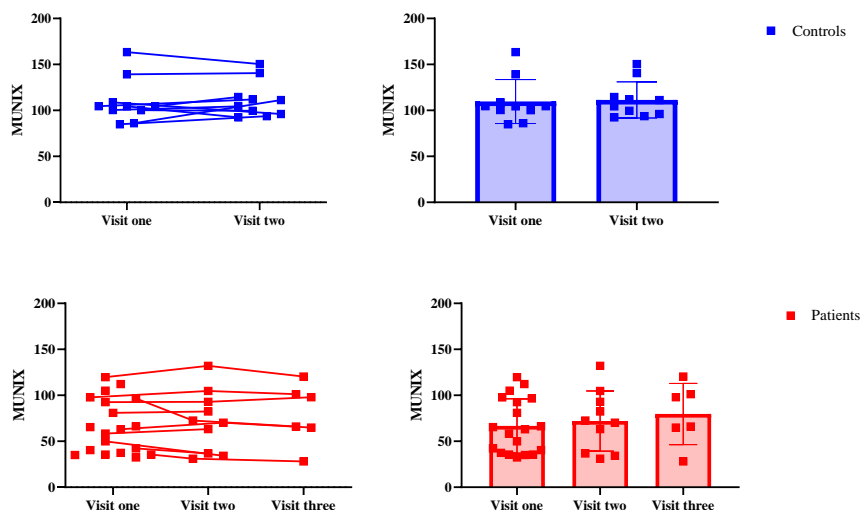 200
150
100
50
0
MUNIX
Visit one
Visit two
200
150
100
50
0
MUNIX
Visit one
Visit two
Controls
200
150
100
50
0
MUNIX
Visit one
Visit two
Visit three
200
150
100
50
0
MUNIX
Visit one
Visit two
Visit three
Patients